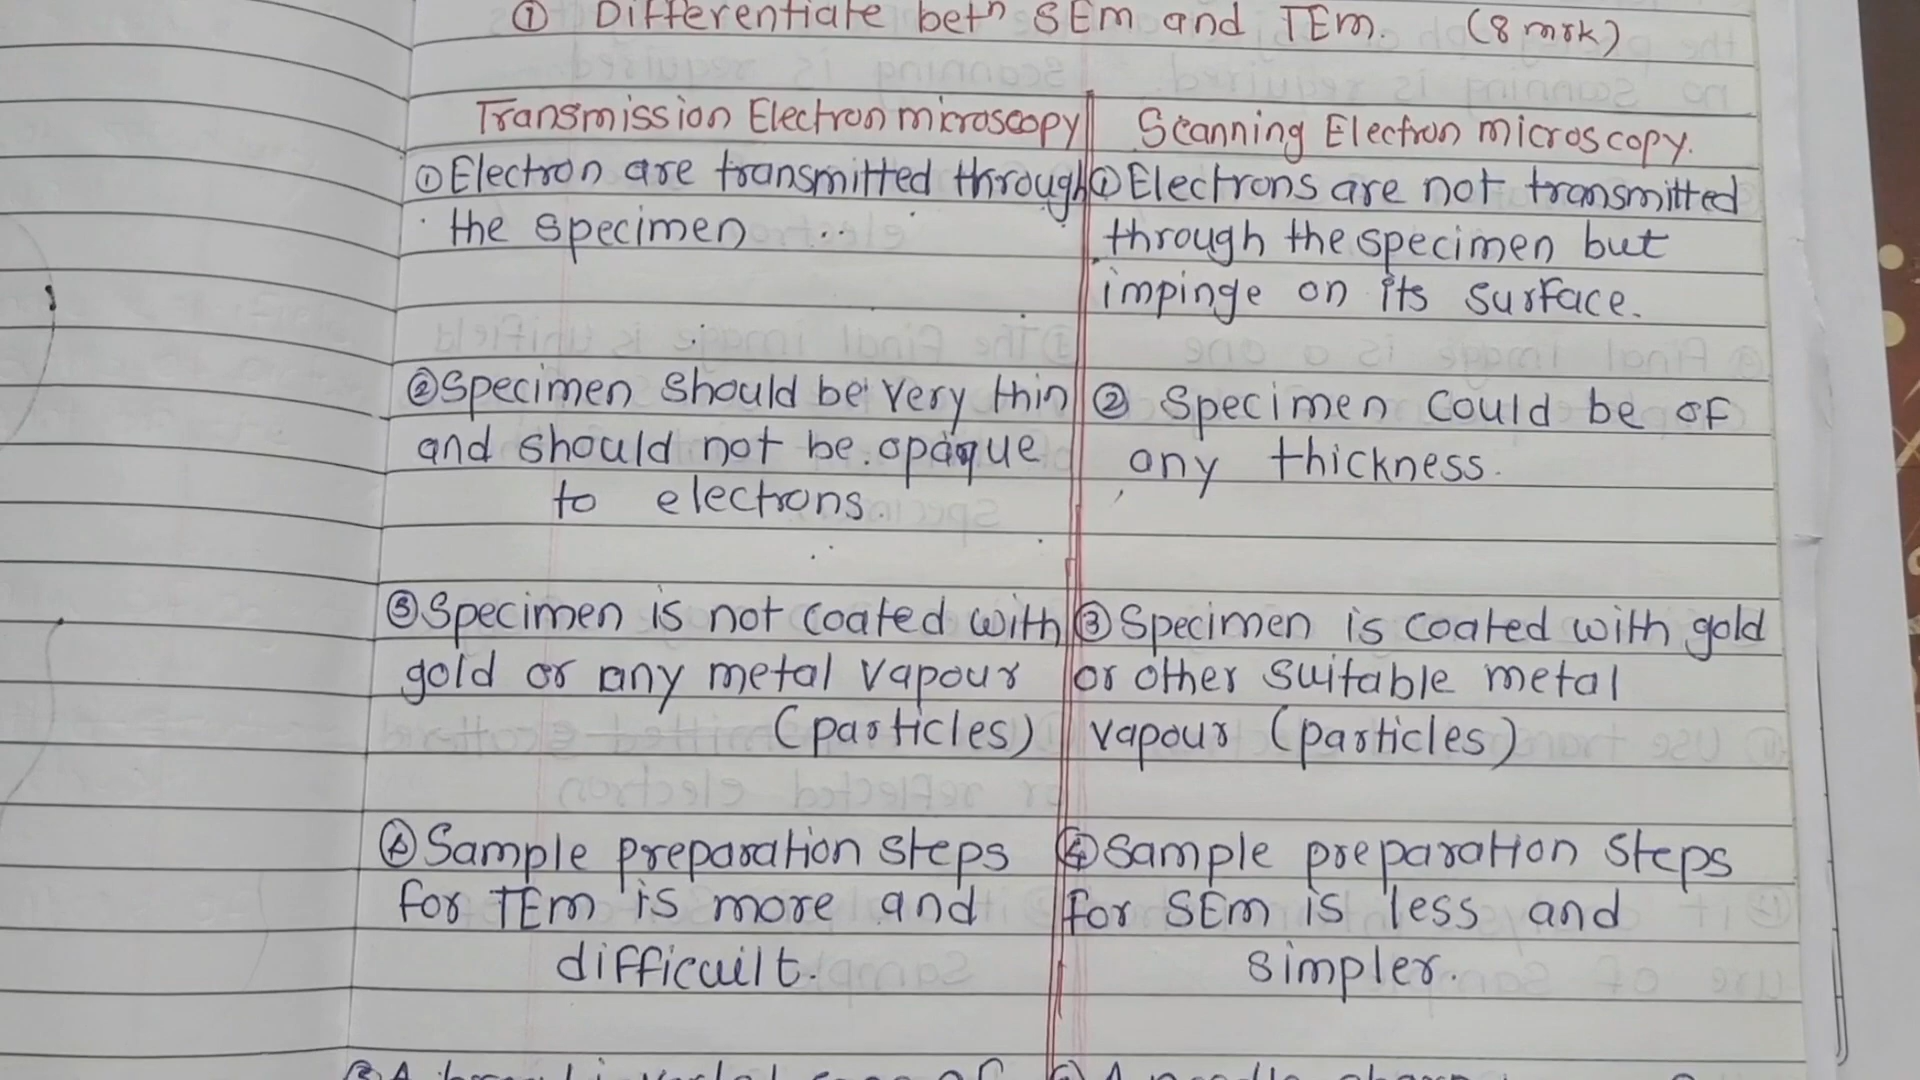 ① Differentiate betⁿ SEm and TEm. (8 mrk)
Transmission Electron microscopy
① Electron are transmitted through
the specimen
② Specimen should be very thin
and should not be opaque
to electrons.
③ Specimen is not coated with
gold or any metal vapour
(particles)
④ Sample preparation steps
for TEm is more and
difficuilt.
Scanning Electron microscopy.
① Electrons are not transmitted
through the specimen but
impinge on its surface.
② Specimen could be of
any thickness.
③ Specimen is coated with gold
or other suitable metal
vapour (particles)
④ Sample preparation steps
for SEm is less and
simpler.